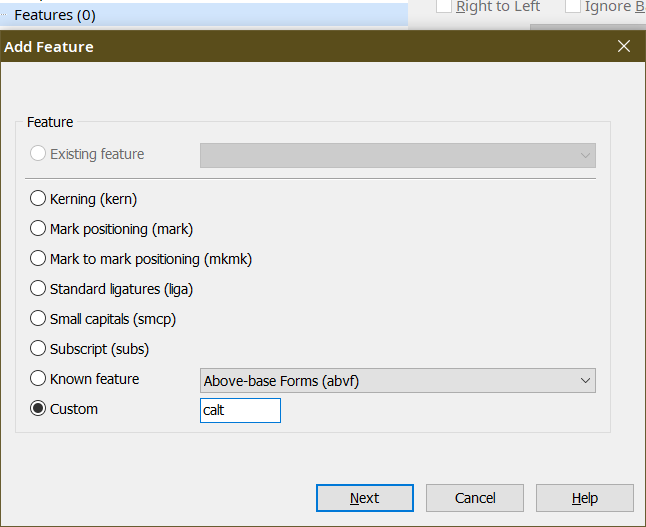 Features (0)
Right to Left
Ignore Ba
Add Feature
Feature
Existing feature
Kerning (kern)
Mark positioning (mark)
Mark to mark positioning (mkmk)
Standard ligatures (liga)
Small capitals (smcp)
Subscript (subs)
Known feature
Above-base Forms (abvf)
Custom
calt
Next
Cancel
Help